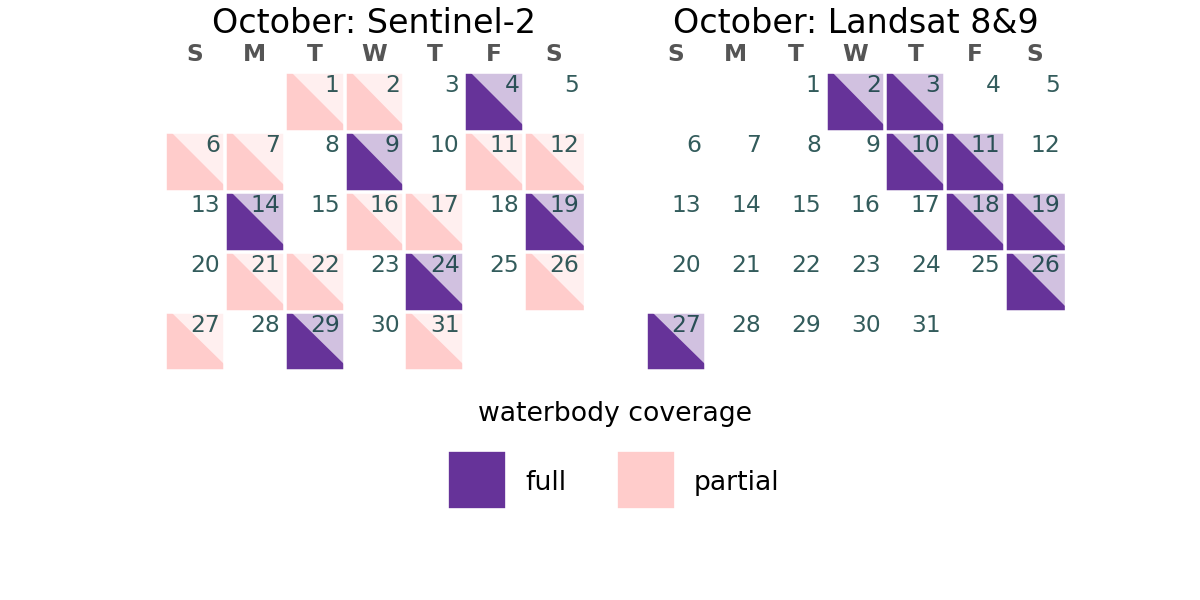 October: Sentinel-2
S M T W T F S
1 2 3 4 5
6 7 8 9 10 11 12
13 14 15 16 17 18 19
20 21 22 23 24 25 26
27 28 29 30 31
October: Landsat 8&9
S M T W T F S
1 2 3 4 5
6 7 8 9 10 11 12
13 14 15 16 17 18 19
20 21 22 23 24 25 26
27 28 29 30 31
waterbody coverage
full partial